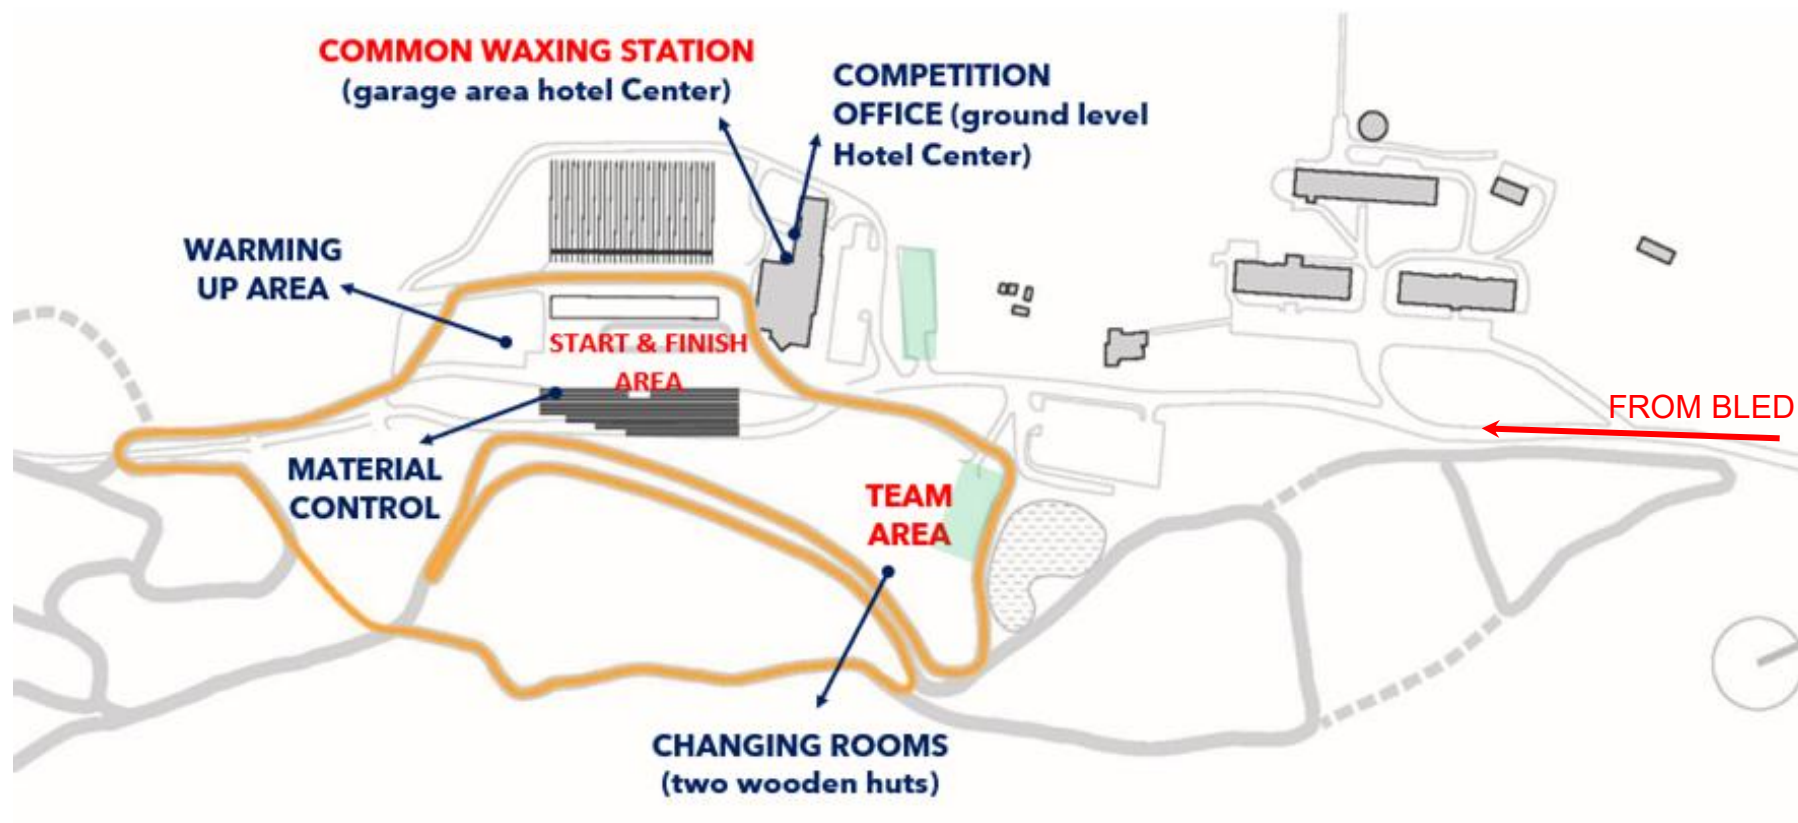 COMMON WAXING STATION
(garage area hotel Center)
COMPETITION
OFFICE (ground level
Hotel Center)
WARMING
UP AREA
START & FINISH
AREA
FROM BLED
MATERIAL
CONTROL
TEAM
AREA
CHANGING ROOMS
(two wooden huts)